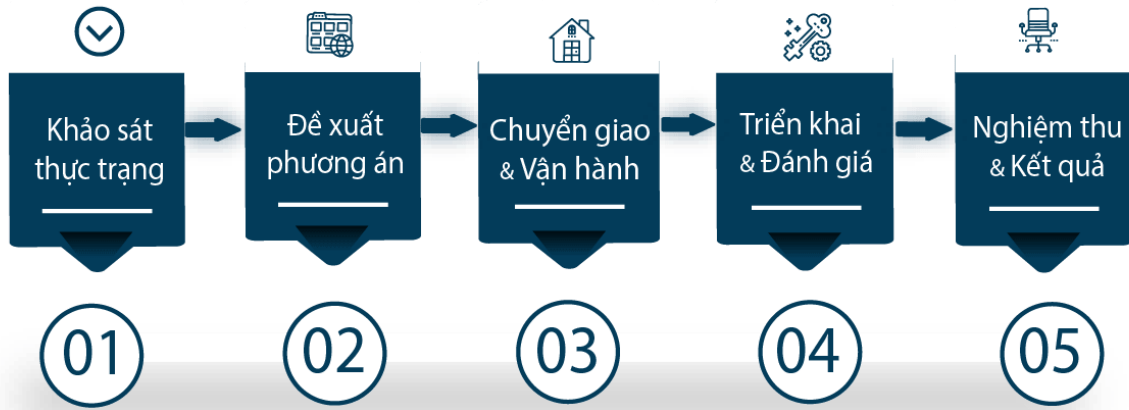 Khảo sát
thực trạng
Đề xuất
phương án
Chuyển giao
& Vận hành
Triển khai
& Đánh giá
Nghiệm thu
& Kết quả
01
02
03
04
05